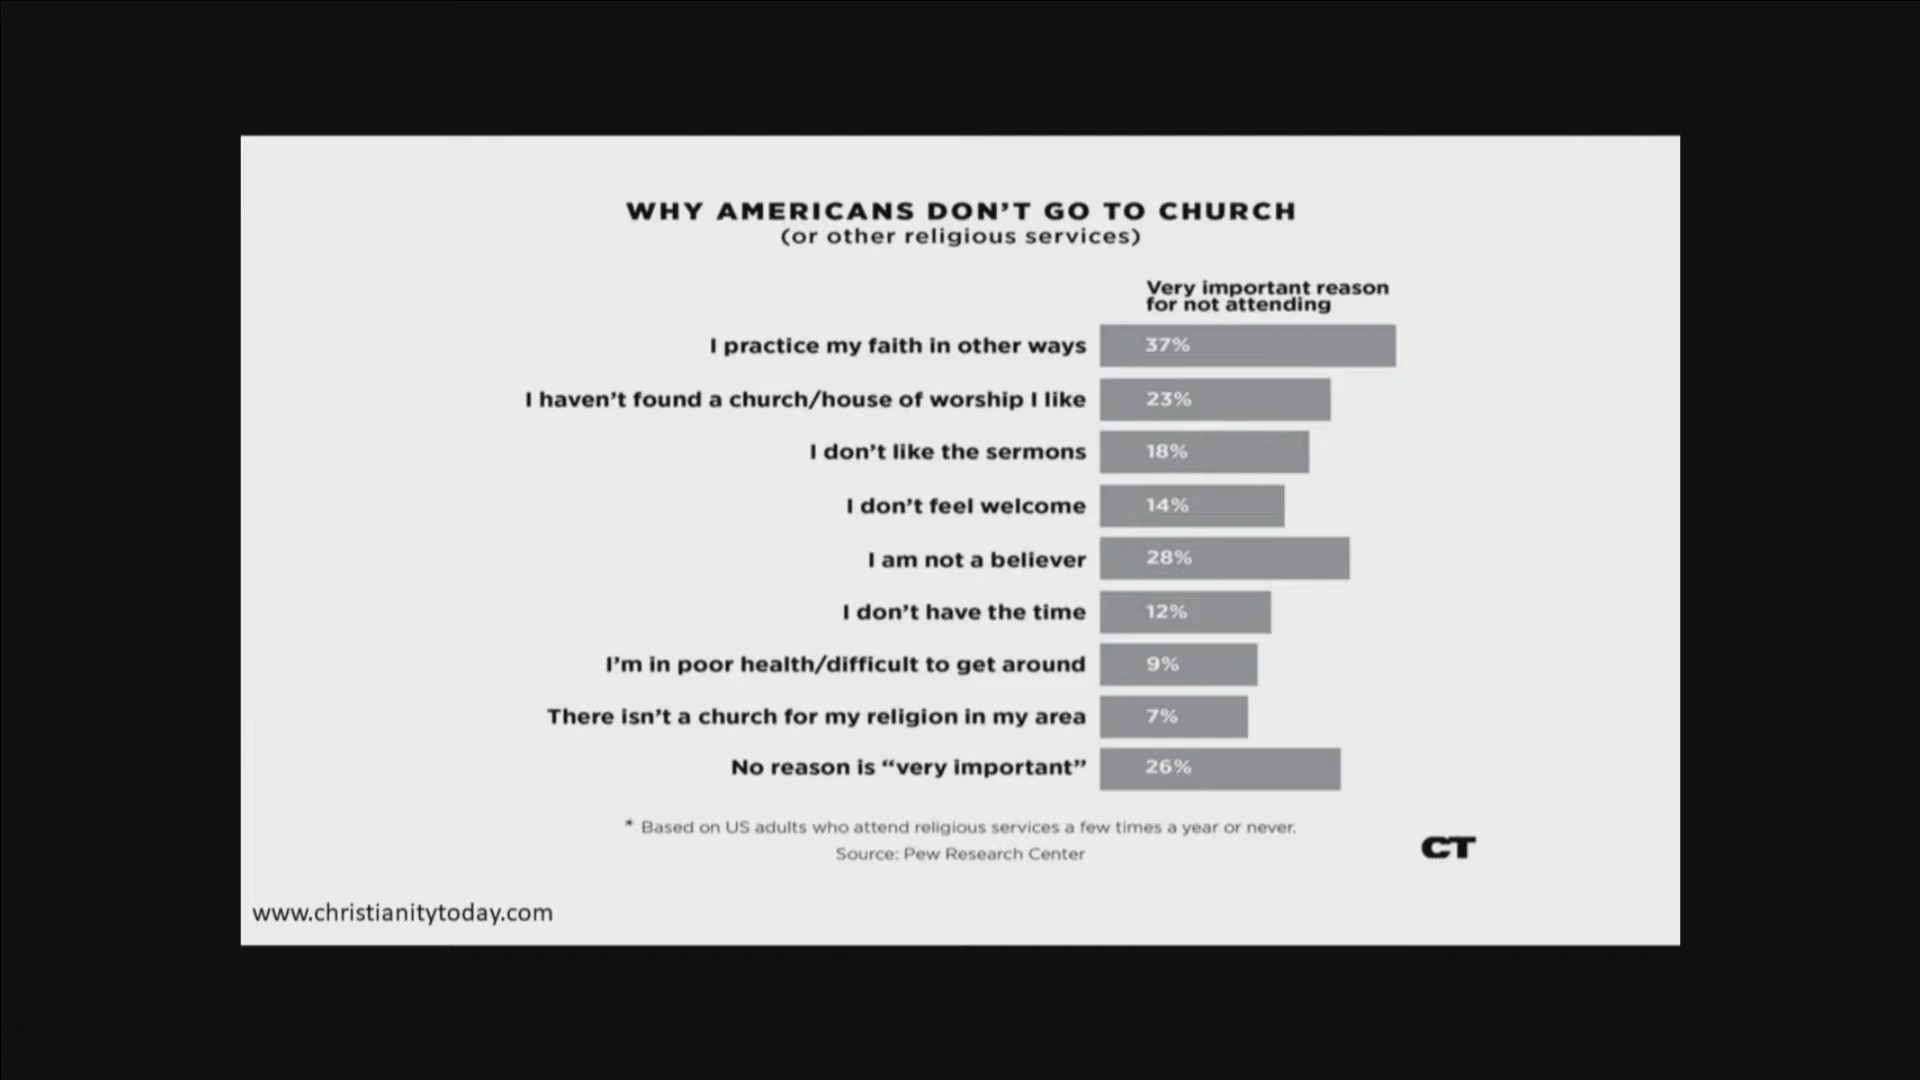 WHY AMERICANS DON'T GO TO CHURCH
(or other religious services)
Very important reason
for not attending
I practice my faith in other ways 37%
I haven't found a church/house of worship I like 23%
I don't like the sermons 18%
I don't feel welcome 14%
I am not a believer 28%
I don't have the time 12%
I'm in poor health/difficult to get around 9%
There isn't a church for my religion in my area 7%
No reason is “very important” 26%
* Based on US adults who attend religious services a few times a year or never.
Source: Pew Research Center
CT
www.christianitytoday.com